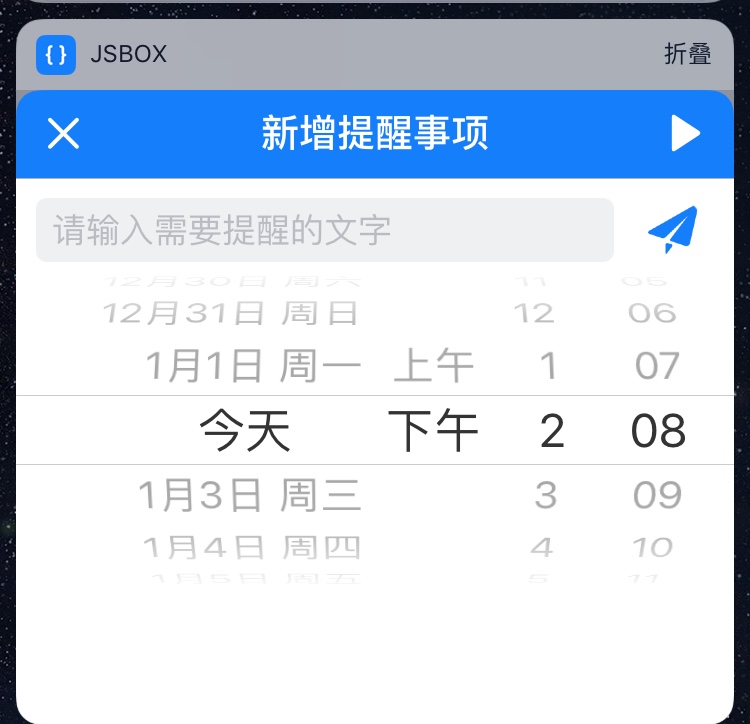 { } JSBOX 折叠
新增提醒事项
请输入需要提醒的文字
12月30日 周六 11 05
12月31日 周日 12 06
1月1日 周一 上午 1 07
今天 下午 2 08
1月3日 周三 3 09
1月4日 周四 4 10
1月5日 周五 5 11